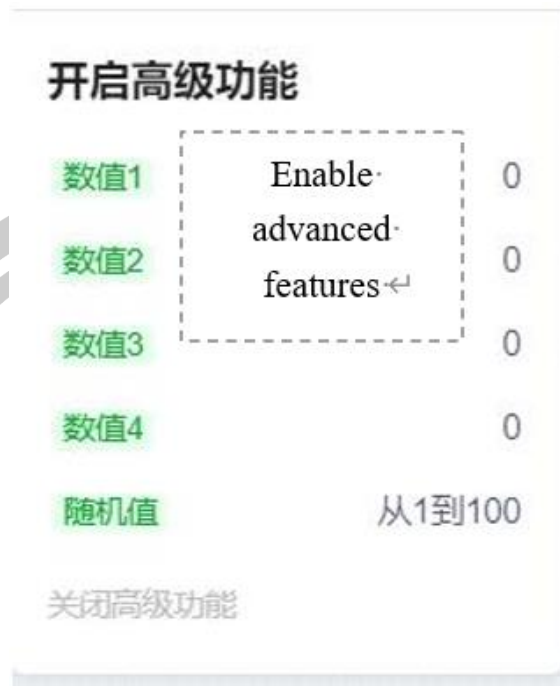 开启高级功能
数值1 0
Enable
advanced
features
数值2 0
数值3 0
数值4 0
随机值 从1到100
关闭高级功能